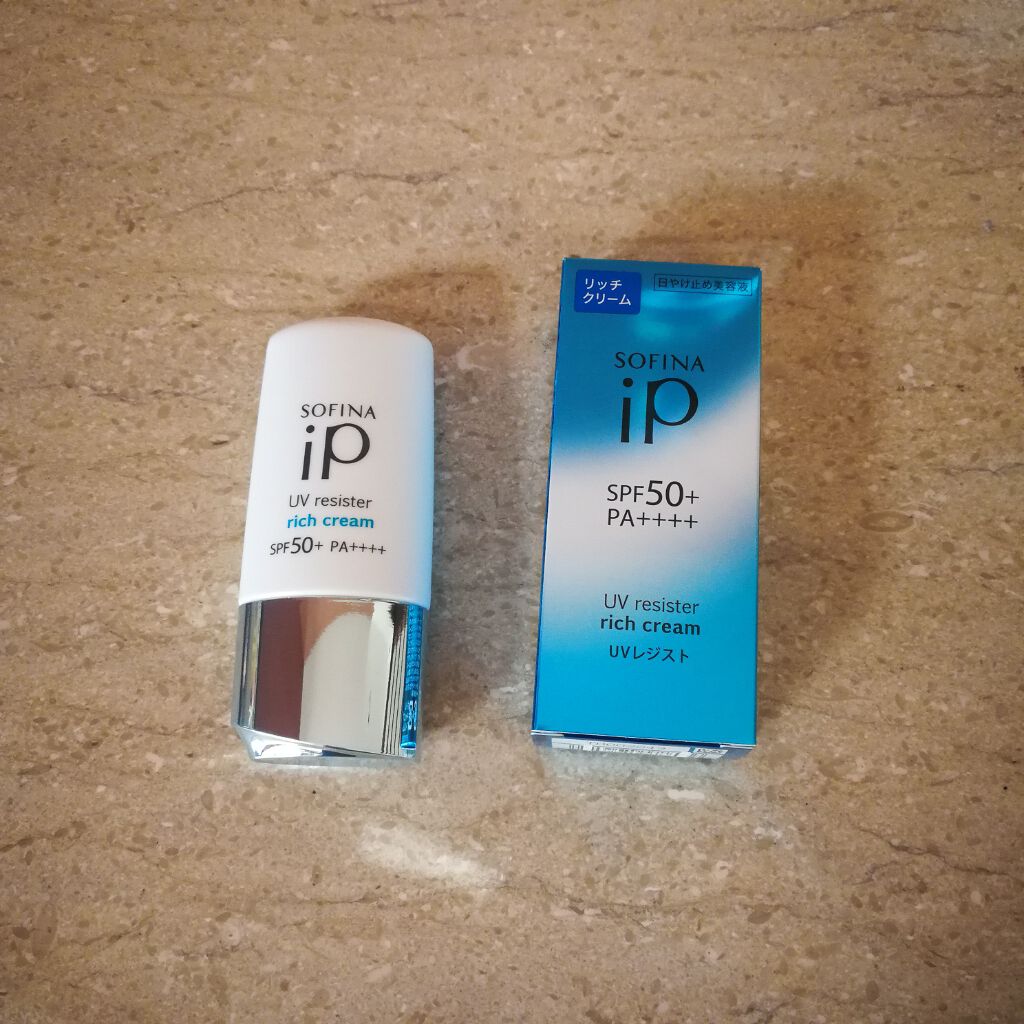 SOFINA
iP
UV resister
rich cream
SPF50+ PA++++
リッチ
クリーム
日やけ止め美容液
SOFINA
iP
SPF50+
PA++++
UV resister
rich cream
UVレジスト